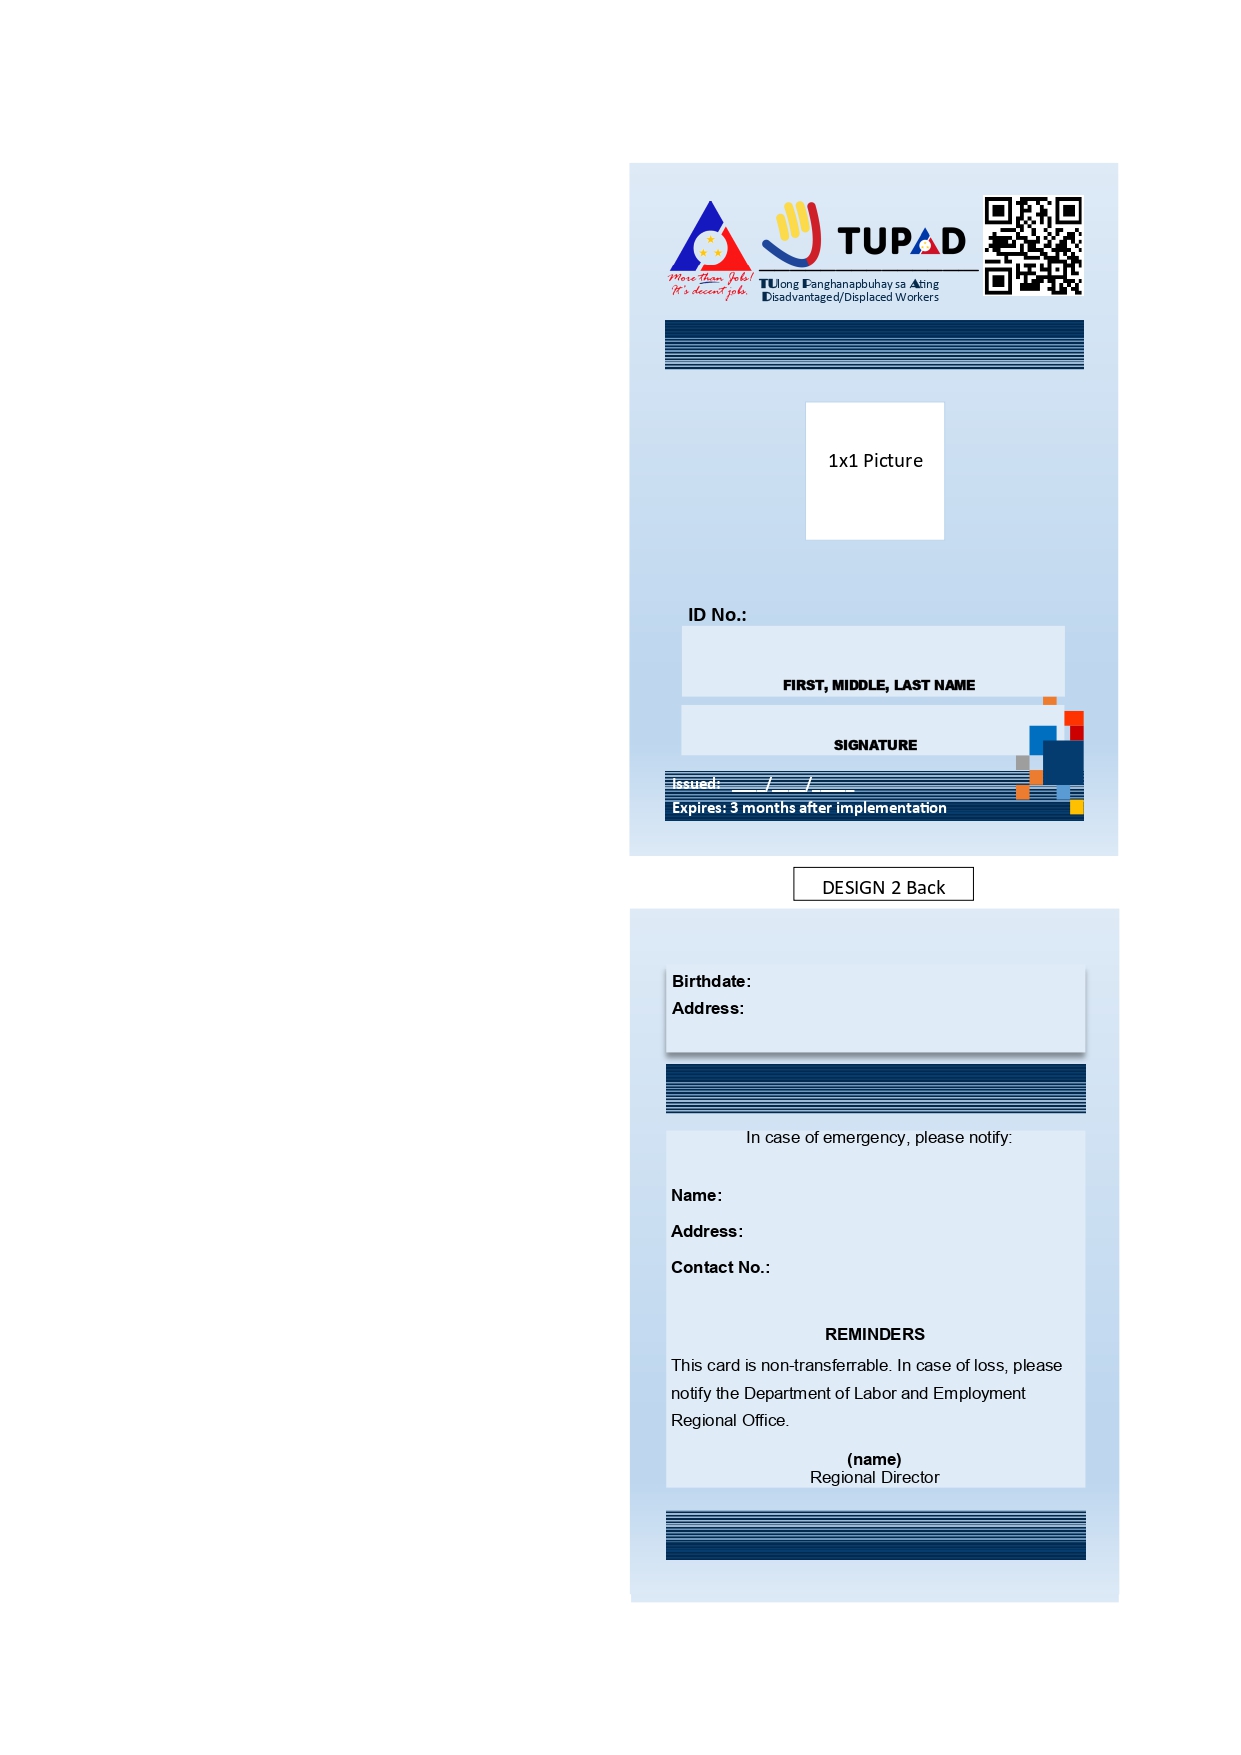 More than Jobs!
It's decent jobs.
TUPAD
TUlong Panghanapbuhay sa Ating
Disadvantaged/Displaced Workers
1x1 Picture
ID No.:
FIRST, MIDDLE, LAST NAME
SIGNATURE
Issued: ____/____/_____
Expires: 3 months after implementation
DESIGN 2 Back
Birthdate:
Address:
In case of emergency, please notify:
Name:
Address:
Contact No.:
REMINDERS
This card is non-transferrable. In case of loss, please
notify the Department of Labor and Employment
Regional Office.
(name)
Regional Director